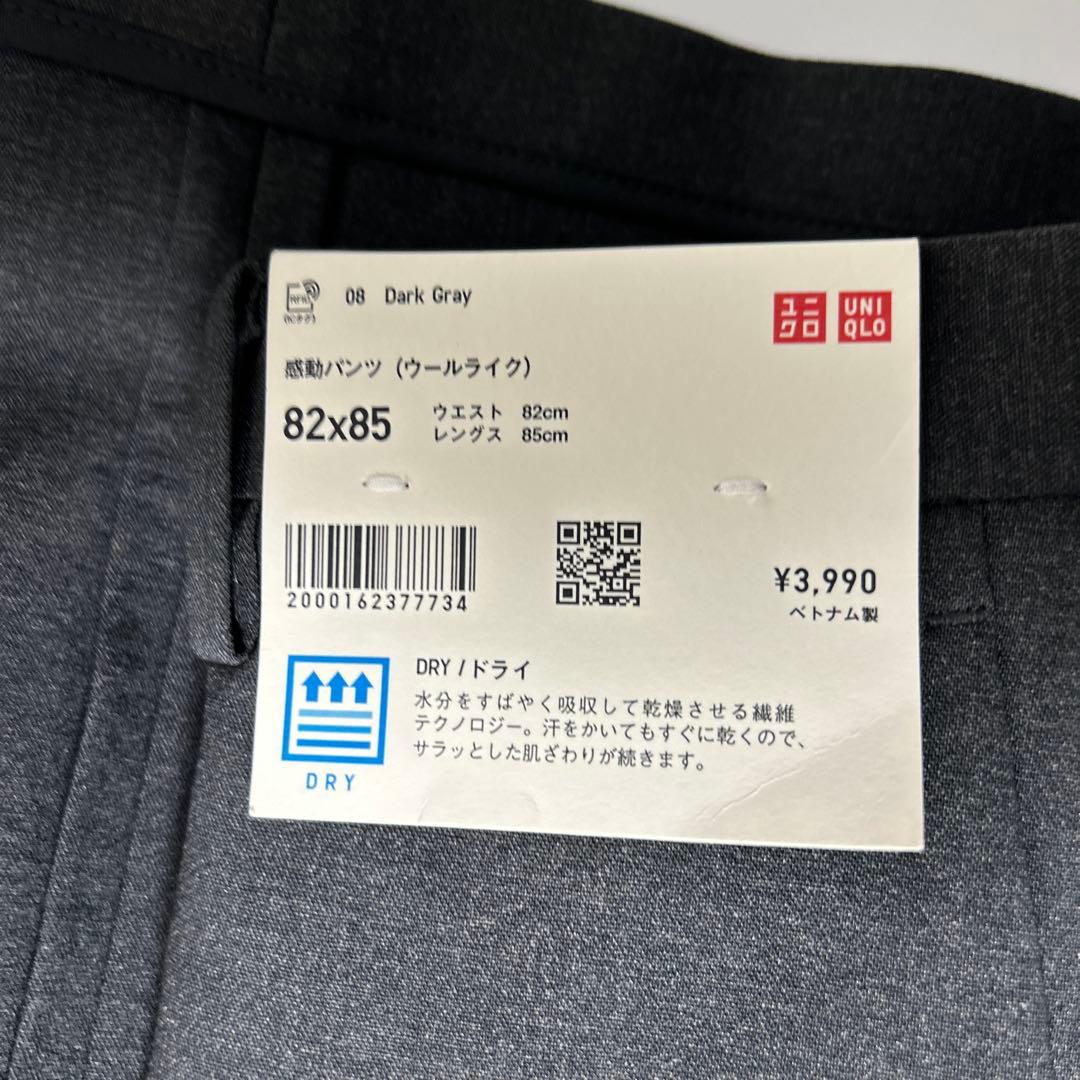 RFID
(ICタグ)
08 Dark Gray
ユニ
クロ
UNI
QLO
感動パンツ (ウールライク)
82x85
ウエスト 82cm
レングス 85cm
2000162377734
¥3,990
ベトナム製
DRY
DRY / ドライ
水分をすばやく吸収して乾燥させる繊維
テクノロジー。汗をかいてもすぐに乾くので、
サラッとした肌ざわりが続きます。